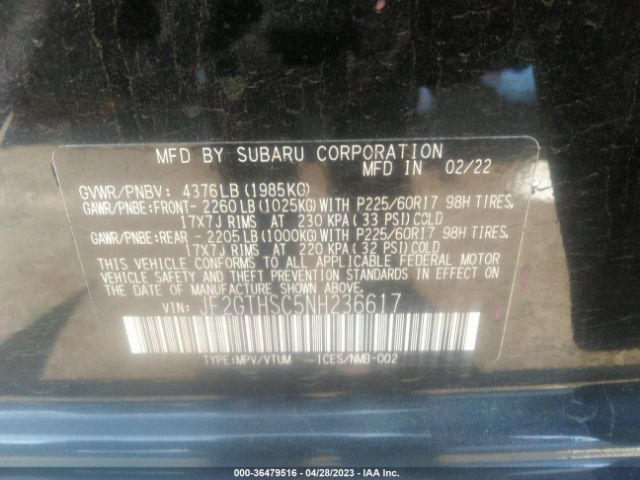 MFD BY SUBARU CORPORATION
MFD IN 02/22
GVWR/PNBV: 4376LB(1985KG)
GAWR/PNBE:FRONT- 2260LB(1025KG)WITH P225/60R17 98H TIRES,
17X7J RIMS AT 230 KPA(33 PSI)COLD
GAWR/PNBE:REAR - 2205LB(1000KG)WITH P225/60R17 98H TIRES,
17X7J RIMS AT 220 KPA(32 PSI)COLD
THIS VEHICLE CONFORMS TO ALL APPLICABLE FEDERAL MOTOR
VEHICLE SAFETY AND THEFT PREVENTION STANDARDS IN EFFECT
ON THE DATE OF MANUFACTURE SHOWN ABOVE.
VIN: JF2GTHSC5NH236617
TYPE:MPV/VTUM ICES/NMB-002
000-36479516 - 04/28/2023 - IAA Inc.